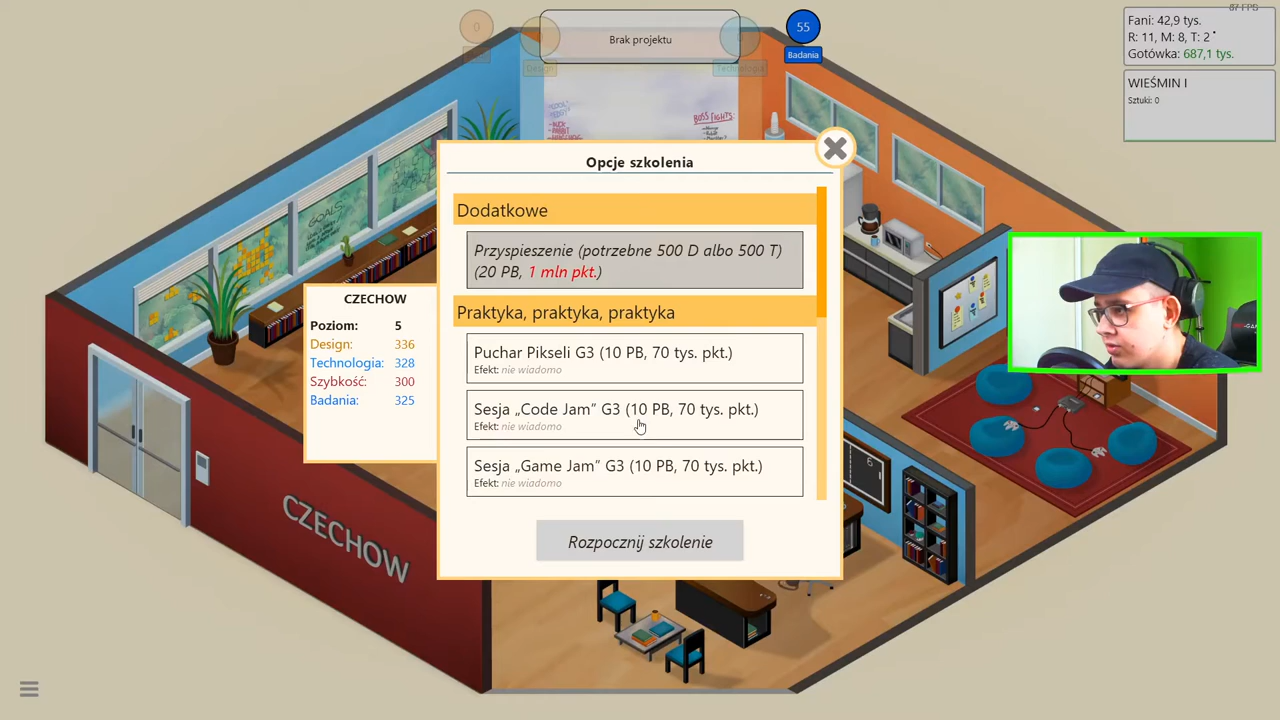 87 FPS
0
Brak projektu
55
Badania
Design
Technologia
Fani: 42,9 tys.
R: 11, M: 8, T: 2
Gotówka: 687,1 tys.
WIEŚMIN I
Sztuki: 0
BOSS FIGHTS:
GOALS:
Opcje szkolenia
Dodatkowe
Przyspieszenie (potrzebne 500 D albo 500 T)
(20 PB, 1 mln pkt.)
Praktyka, praktyka, praktyka
Puchar Pikseli G3 (10 PB, 70 tys. pkt.)
Efekt: nie wiadomo
Sesja „Code Jam” G3 (10 PB, 70 tys. pkt.)
Efekt: nie wiadomo
Sesja „Game Jam” G3 (10 PB, 70 tys. pkt.)
Efekt: nie wiadomo
Rozpocznij szkolenie
CZECHOW
Poziom: 5
Design: 336
Technologia: 328
Szybkość: 300
Badania: 325
CZECHOW
6